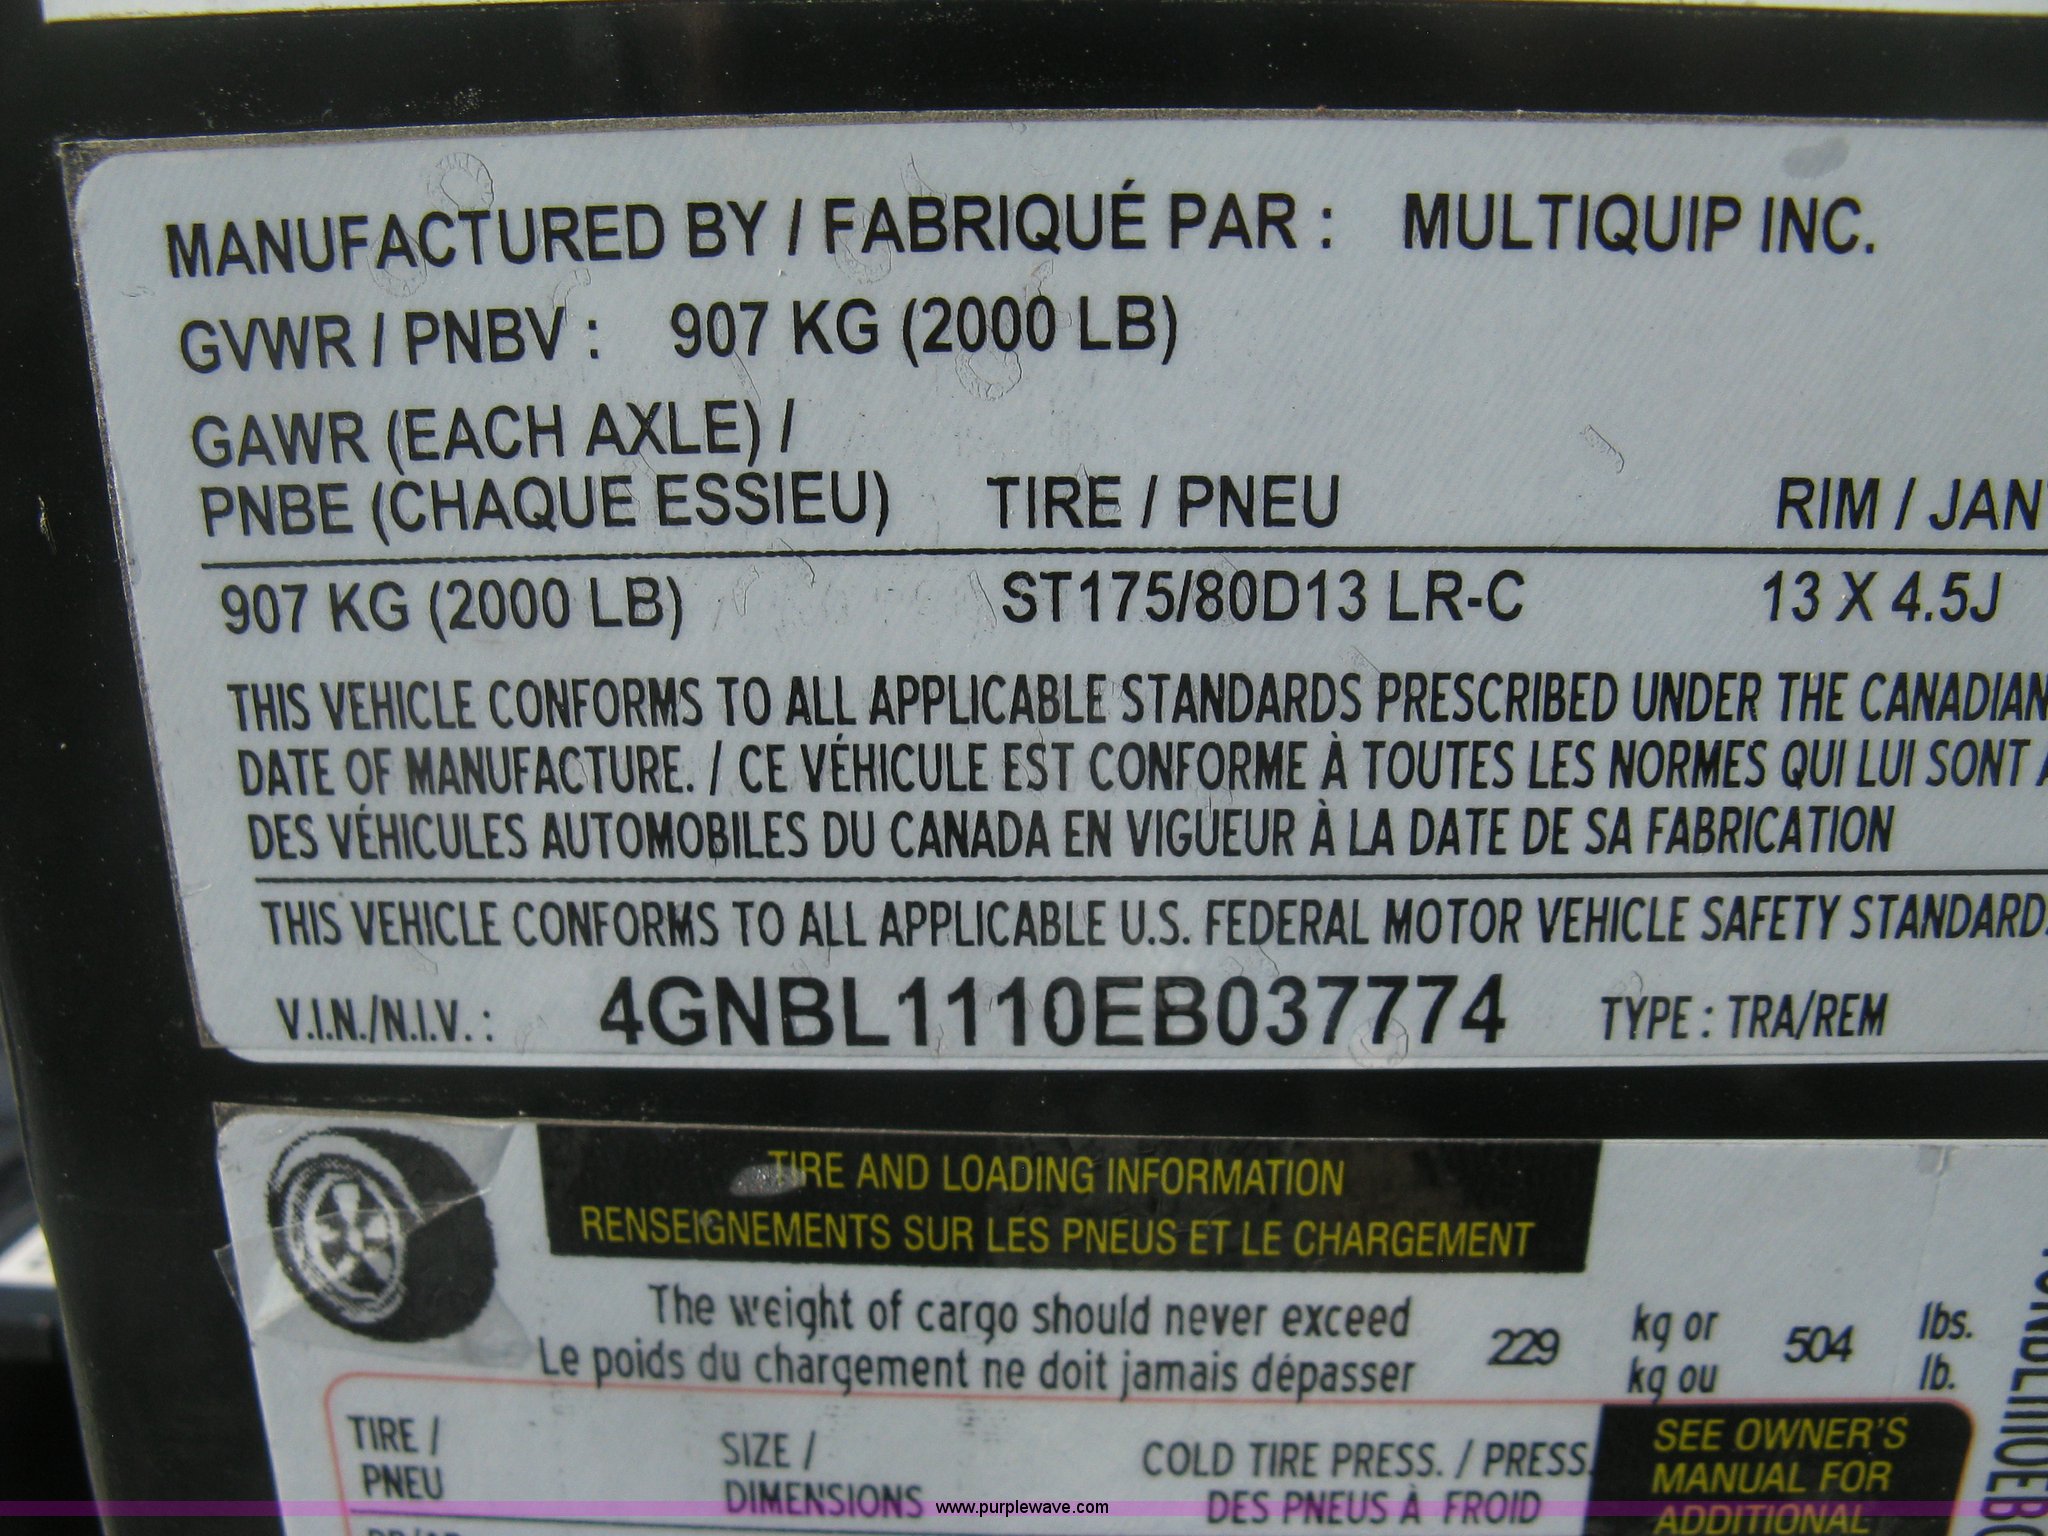 MANUFACTURED BY / FABRIQUÉ PAR : MULTIQUIP INC.
GVWR / PNBV : 907 KG (2000 LB)
GAWR (EACH AXLE) /
PNBE (CHAQUE ESSIEU) TIRE / PNEU RIM / JAN
907 KG (2000 LB) ST175/80D13 LR-C 13 X 4.5J
THIS VEHICLE CONFORMS TO ALL APPLICABLE STANDARDS PRESCRIBED UNDER THE CANADIAN
DATE OF MANUFACTURE. / CE VÉHICULE EST CONFORME À TOUTES LES NORMES QUI LUI SONT
DES VÉHICULES AUTOMOBILES DU CANADA EN VIGUEUR À LA DATE DE SA FABRICATION
THIS VEHICLE CONFORMS TO ALL APPLICABLE U.S. FEDERAL MOTOR VEHICLE SAFETY STANDARDS
V.I.N./N.I.V. : 4GNBL1110EB037774 TYPE : TRA/REM
TIRE AND LOADING INFORMATION
RENSEIGNEMENTS SUR LES PNEUS ET LE CHARGEMENT
The weight of cargo should never exceed 229 kg or 504 lbs.
Le poids du chargement ne doit jamais dépasser kg ou lb.
TIRE / SIZE / COLD TIRE PRESS. / PRESS.
PNEU DIMENSIONS DES PNEUS À FROID
SEE OWNER'S
MANUAL FOR
ADDITIONAL
www.purplewave.com